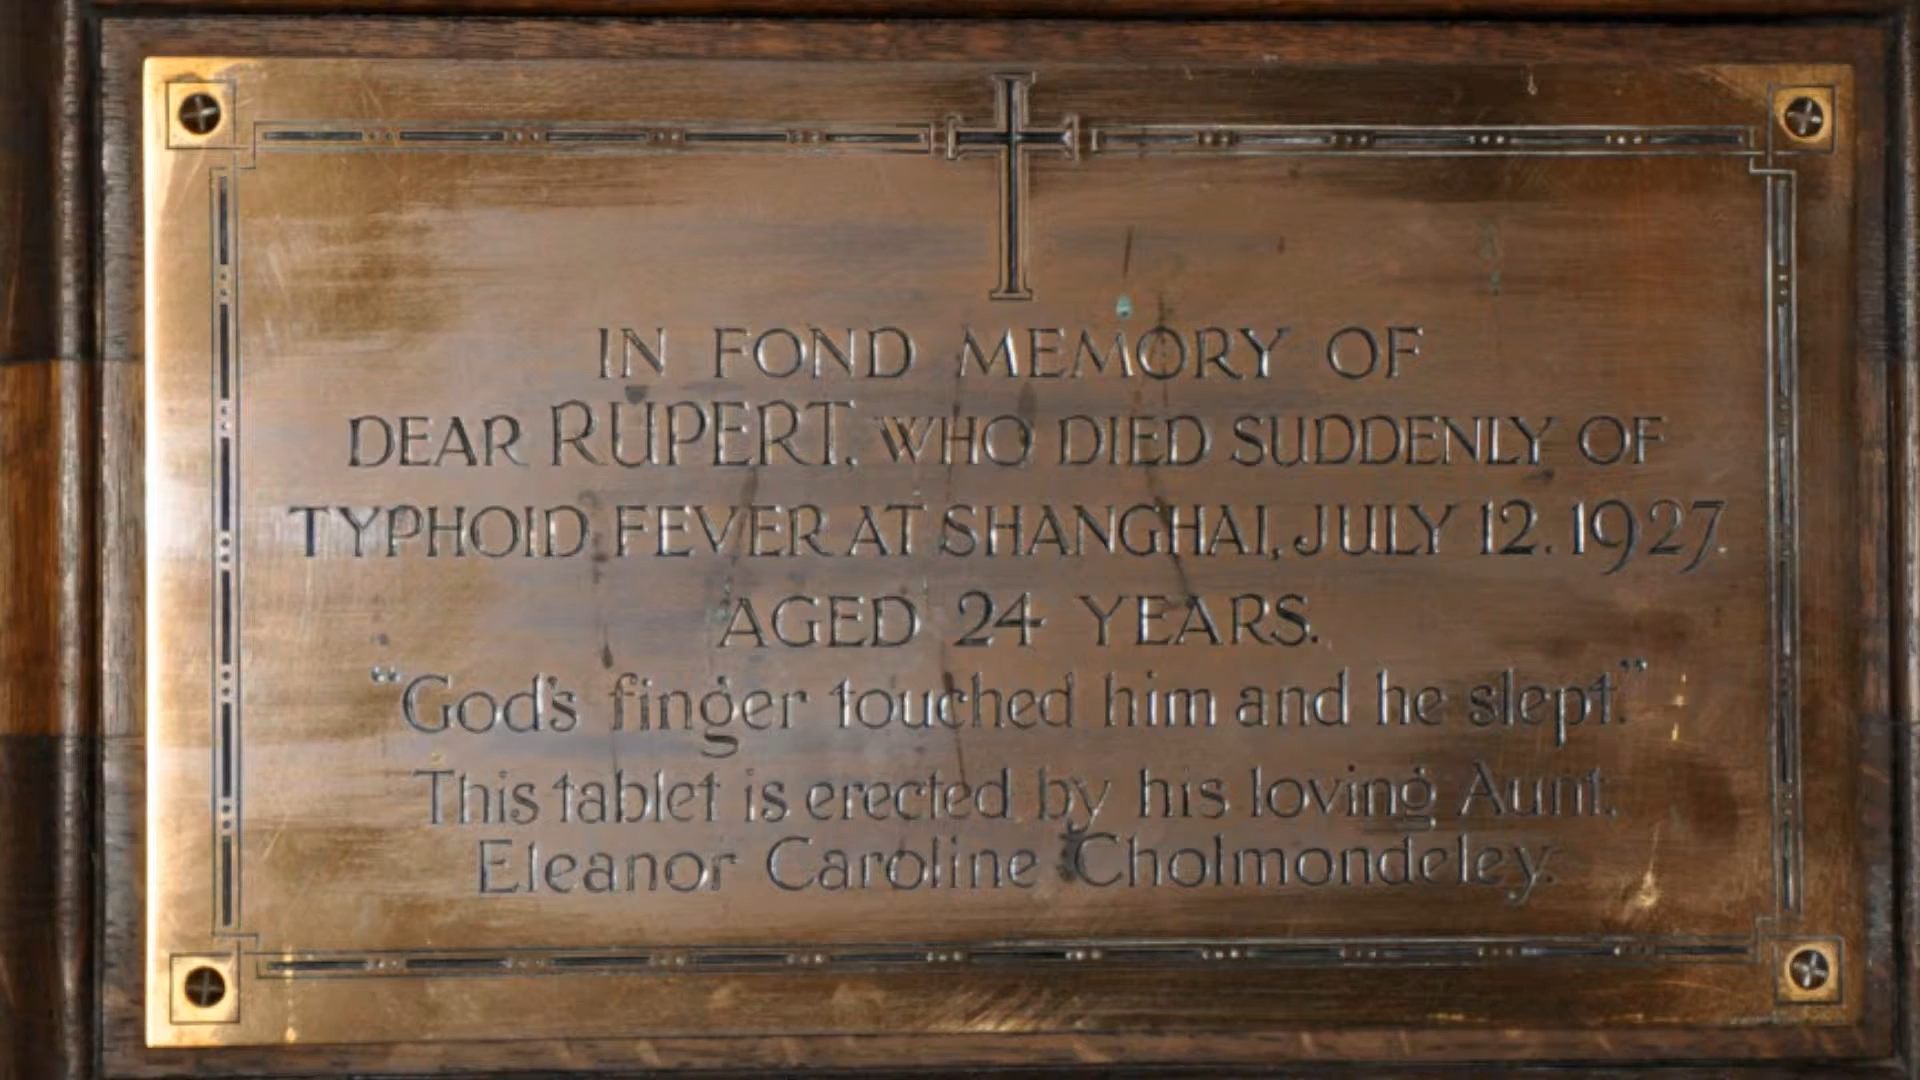 IN FOND MEMORY OF
DEAR RUPERT, WHO DIED SUDDENLY OF
TYPHOID FEVER AT SHANGHAI, JULY 12. 1927.
AGED 24 YEARS.
“God's finger touched him and he slept.”
This tablet is erected by his loving Aunt.
Eleanor Caroline Cholmondeley.